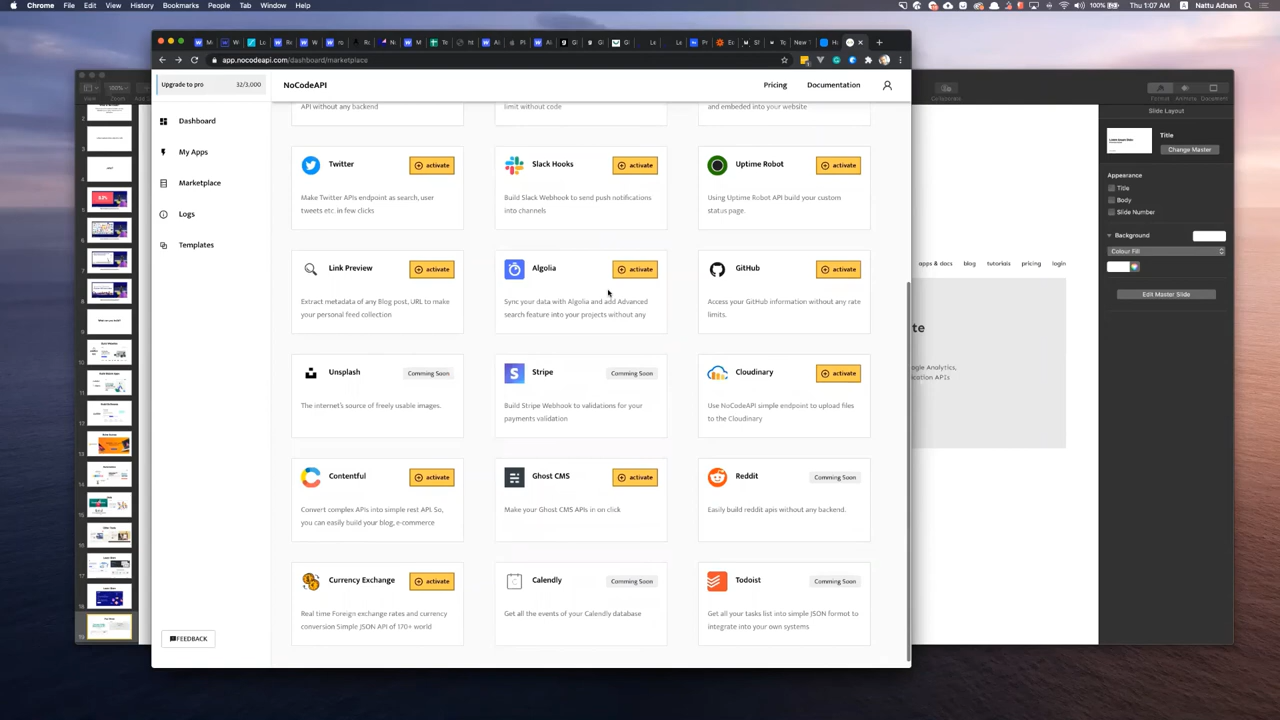 Chrome File Edit View History Bookmarks People Tab Window Help
100% Thu 1:07 AM Nattu Adnan
app.nocodeapi.com/dashboard/marketplace
Upgrade to pro 32/3,000
NoCodeAPI
Pricing Documentation
Dashboard
My Apps
Marketplace
Logs
Templates
FEEDBACK
API without any backend
limit without code
and embeded into your website
Twitter activate
Make Twitter APIs endpoint as search, user
tweets etc. in few clicks
Slack Hooks activate
Build Slack Webhook to send push notifications
into channels
Uptime Robot activate
Using Uptime Robot API build your custom
status page.
Link Preview activate
Extract metadata of any Blog post, URL to make
your personal feed collection
Algolia activate
Sync your data with Algolia and add Advanced
search feature into your projects without any
GitHub activate
Access your GitHub information without any rate
limits.
Unsplash Comming Soon
The internet's source of freely usable images.
Stripe Comming Soon
Build Stripe Webhook to validations for your
payments validation
Cloudinary activate
Use NoCodeAPI simple endpoint to upload files
to the Cloudinary
Contentful activate
Convert complex APIs into simple rest API. So,
you can easily build your blog, e-commerce
Ghost CMS activate
Make your Ghost CMS APIs in on click
Reddit Comming Soon
Easily build reddit apis without any backend.
Currency Exchange activate
Real time Foreign exchange rates and currency
conversion Simple JSON API of 170+ world
Calendly Comming Soon
Get all the events of your Calendly database
Todoist Comming Soon
Get all your tasks list into simple JSON formot to
integrate into your own systems
apps & docs blog tutorials pricing login
Collaborate
Format Animate Document
Slide Layout
Title
Change Master
Appearance
Title
Body
Slide Number
Background
Colour Fill
Edit Master Slide